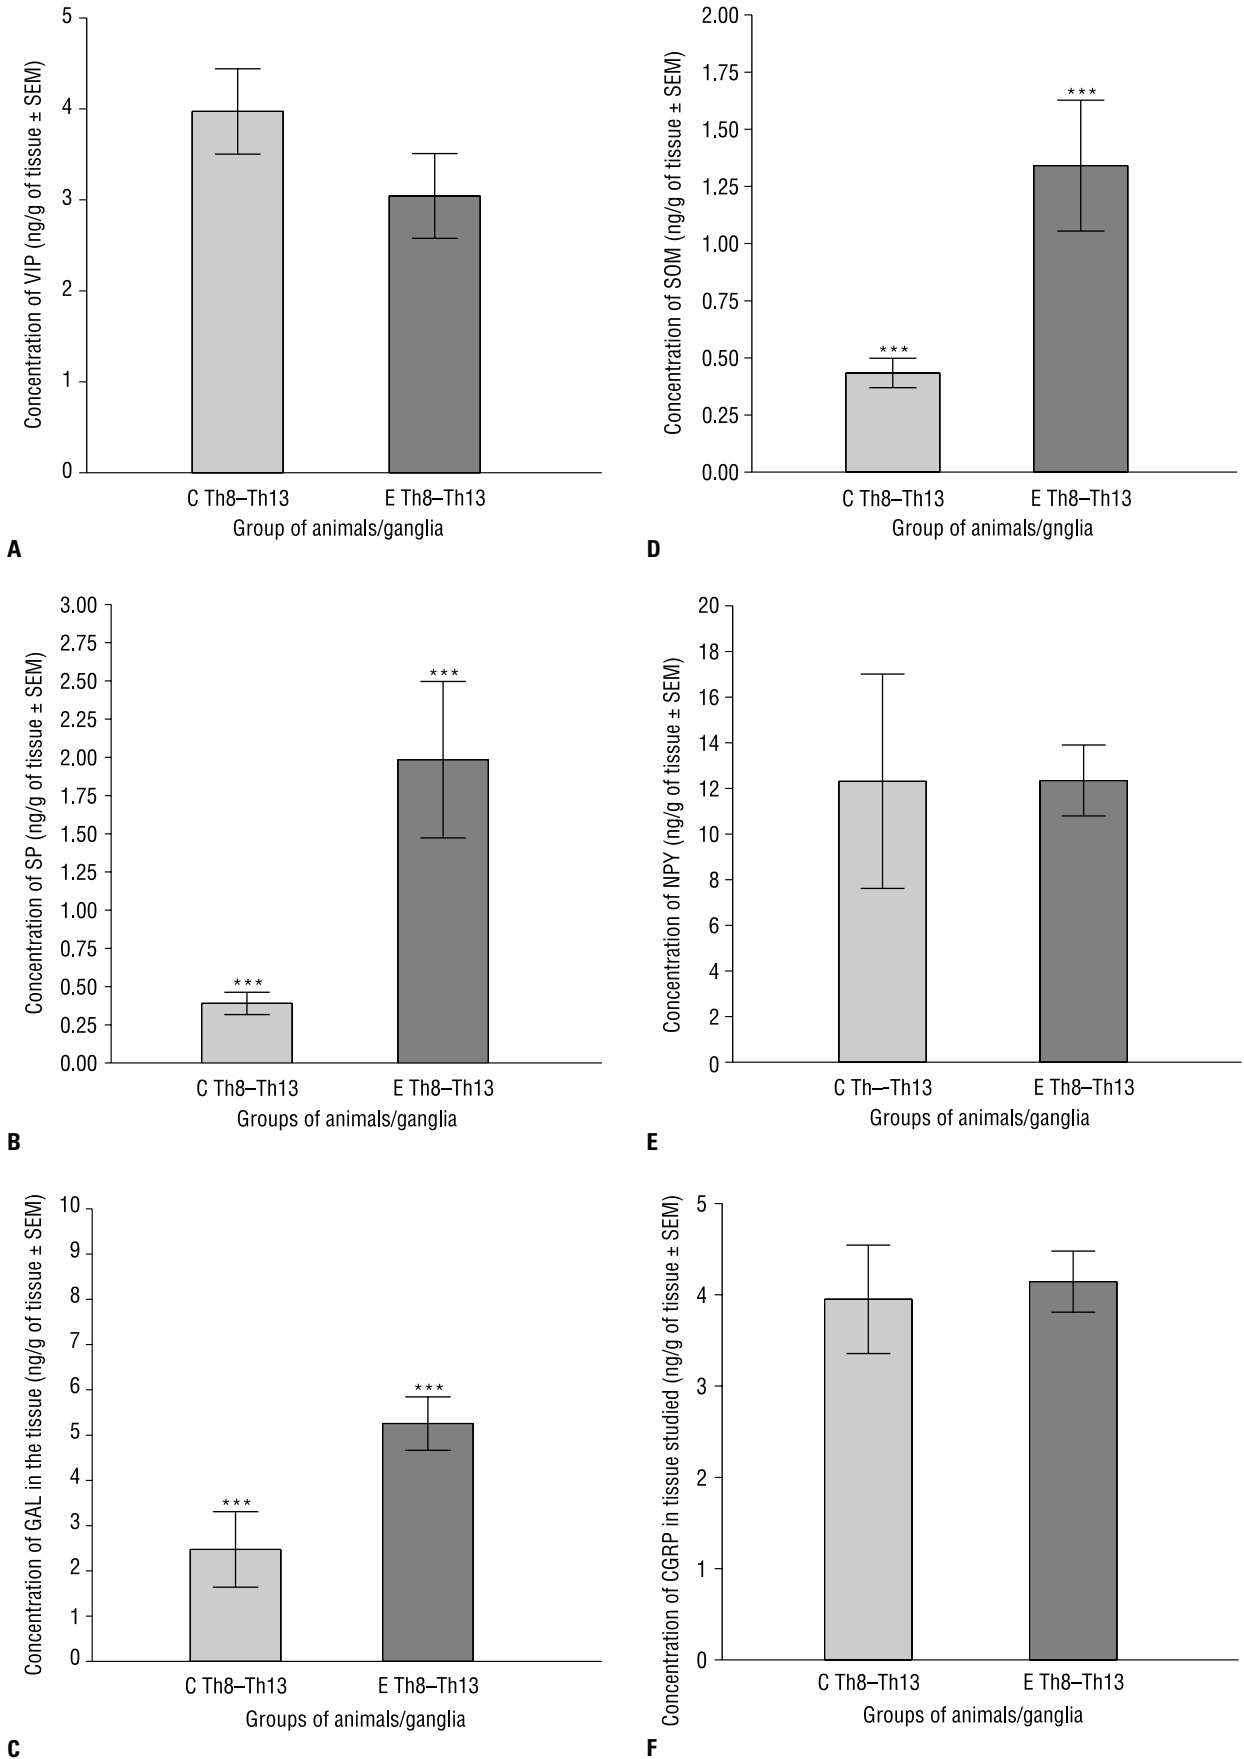 Concentration of VIP (ng/g of tissue ± SEM)
5
4
3
2
1
0
C Th8–Th13
E Th8–Th13
Group of animals/ganglia
A
Concentration of SOM (ng/g of tissue ± SEM)
2.00
1.75
1.50
1.25
1.00
0.75
0.50
0.25
0.00
***
***
C Th8–Th13
E Th8–Th13
Group of animals/gnglia
D
Concentration of SP (ng/g of tissue ± SEM)
3.00
2.75
2.50
2.25
2.00
1.75
1.50
1.25
1.00
0.75
0.50
0.25
0.00
***
***
C Th8–Th13
E Th8–Th13
Groups of animals/ganglia
B
Concentration of NPY (ng/g of tissue ± SEM)
20
18
16
14
12
10
8
6
4
2
0
C Th–-Th13
E Th8–Th13
Groups of animals/ganglia
E
Concentration of GAL in the tissue (ng/g of tissue ± SEM)
10
9
8
7
6
5
4
3
2
1
0
***
***
C Th8–Th13
E Th8–Th13
Groups of animals/ganglia
C
Concentration of CGRP in tissue studied (ng/g of tissue ± SEM)
5
4
3
2
1
0
C Th8–Th13
E Th8–Th13
Groups of animals/ganglia
F